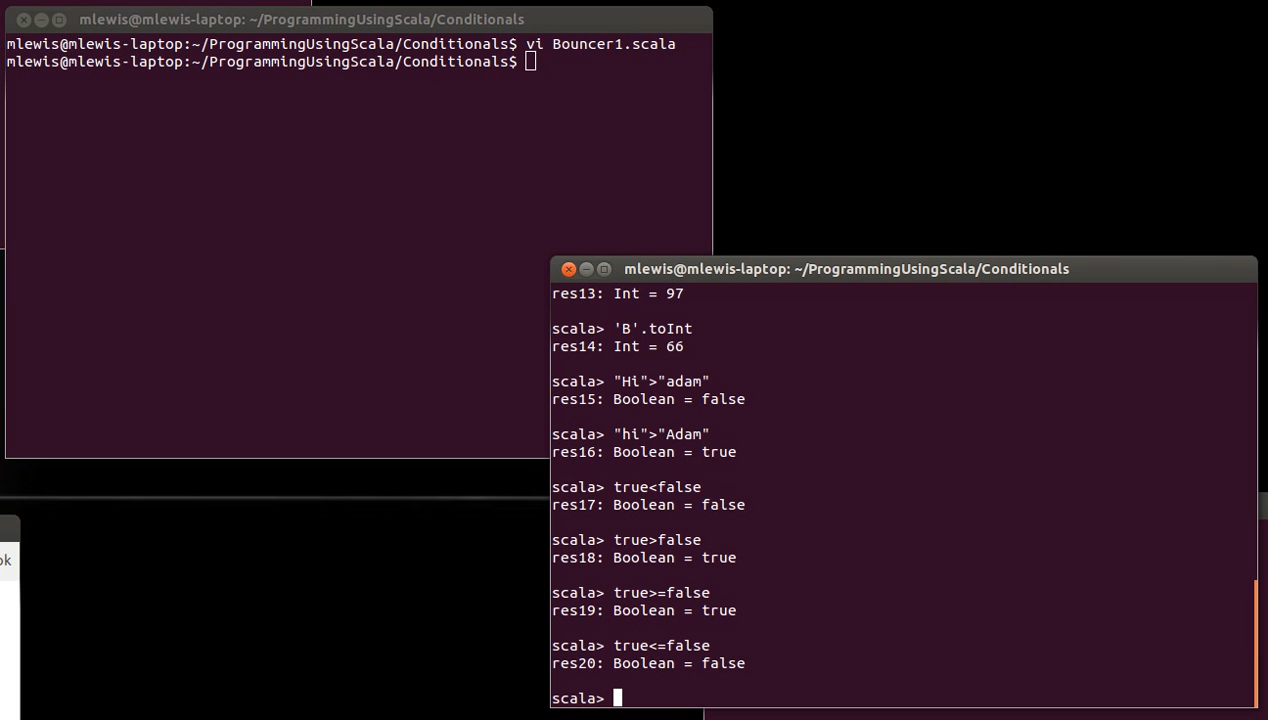 mlewis@mlewis-laptop: ~/ProgrammingUsingScala/Conditionals
mlewis@mlewis-laptop:~/ProgrammingUsingScala/Conditionals$ vi Bouncer1.scala
mlewis@mlewis-laptop:~/ProgrammingUsingScala/Conditionals$
mlewis@mlewis-laptop: ~/ProgrammingUsingScala/Conditionals
res13: Int = 97
scala> 'B'.toInt
res14: Int = 66
scala> "Hi">"adam"
res15: Boolean = false
scala> "hi">"Adam"
res16: Boolean = true
scala> true<false
res17: Boolean = false
scala> true>false
res18: Boolean = true
scala> true>=false
res19: Boolean = true
scala> true<=false
res20: Boolean = false
scala>
ok